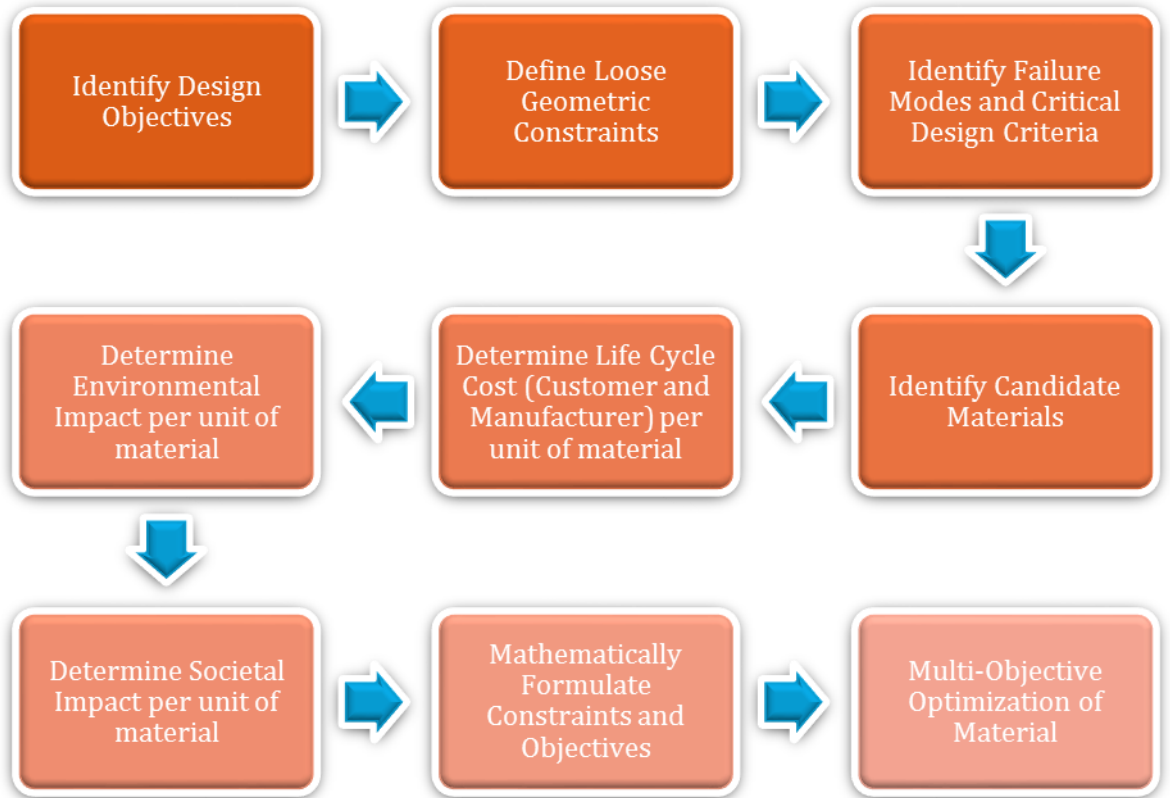 Identify Design
Objectives
Define Loose
Geometric
Constraints
Identify Failure
Modes and Critical
Design Criteria
Identify Candidate
Materials
Determine Life Cycle
Cost (Customer and
Manufacturer) per
unit of material
Determine
Environmental
Impact per unit of
material
Determine Societal
Impact per unit of
material
Mathematically
Formulate
Constraints and
Objectives
Multi-Objective
Optimization of
Material